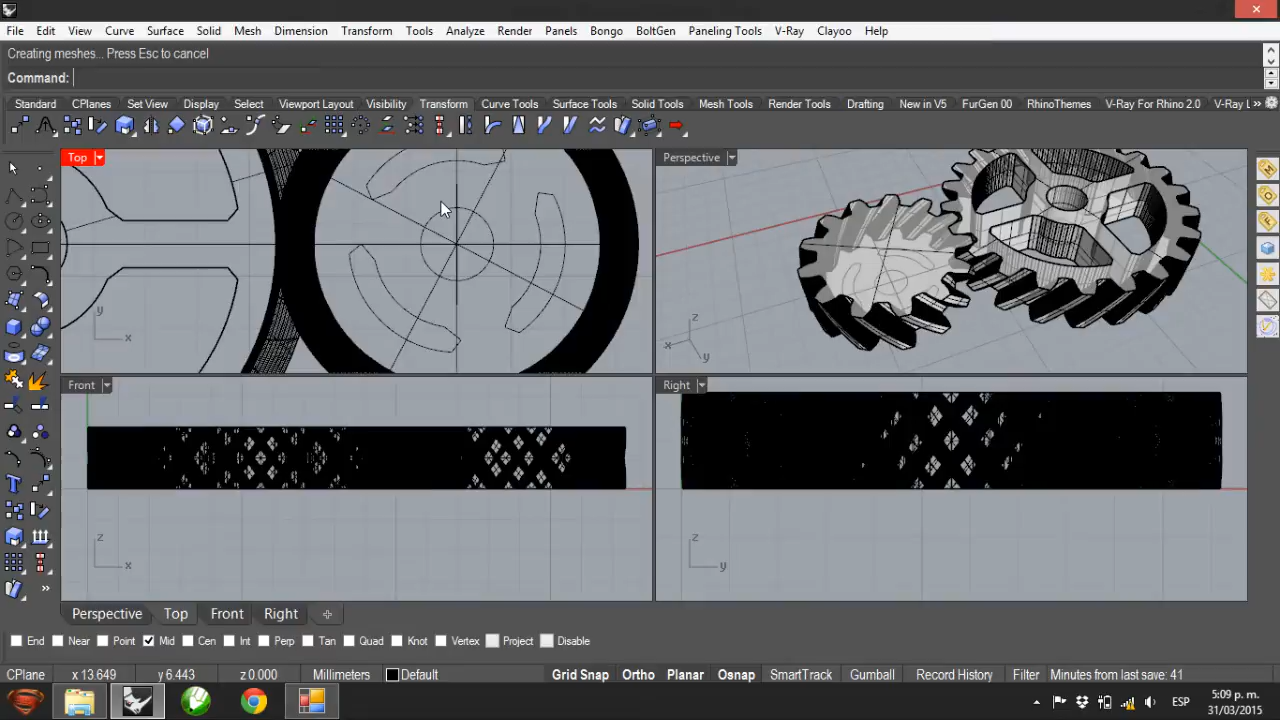 File Edit View Curve Surface Solid Mesh Dimension Transform Tools Analyze Render Panels Bongo BoltGen Paneling Tools V-Ray Clayoo Help
Creating meshes... Press Esc to cancel
Command:
Standard CPlanes Set View Display Select Viewport Layout Visibility Transform Curve Tools Surface Tools Solid Tools Mesh Tools Render Tools Drafting New in V5 FurGen 00 RhinoThemes V-Ray For Rhino 2.0 V-Ray L »
Top
Perspective
y
x
z
x
y
Front
Right
z
x
z
y
»
Perspective Top Front Right +
End Near Point Mid Cen Int Perp Tan Quad Knot Vertex Project Disable
CPlane x 13.649 y 6.443 z 0.000 Millimeters Default Grid Snap Ortho Planar Osnap SmartTrack Gumball Record History Filter Minutes from last save: 41
ESP
5:09 p. m.
31/03/2015